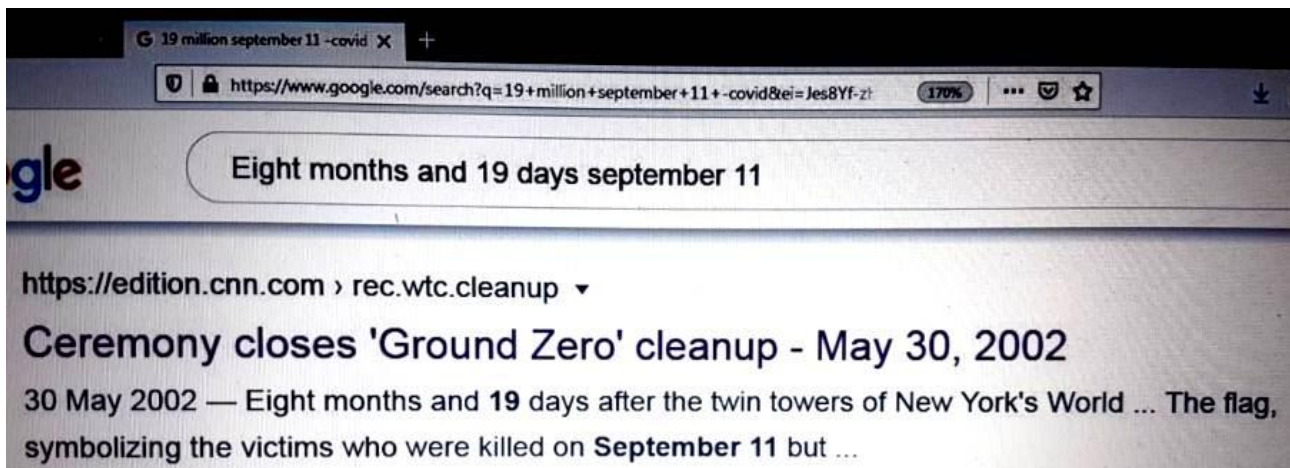 19 million september 11 -covid
https://www.google.com/search?q=19+million+september+11+-covid&ei=Jes8Yf-z
170%
gle
Eight months and 19 days september 11
https://edition.cnn.com › rec.wtc.cleanup
Ceremony closes 'Ground Zero' cleanup - May 30, 2002
30 May 2002 — Eight months and 19 days after the twin towers of New York's World ... The flag,
symbolizing the victims who were killed on September 11 but ...